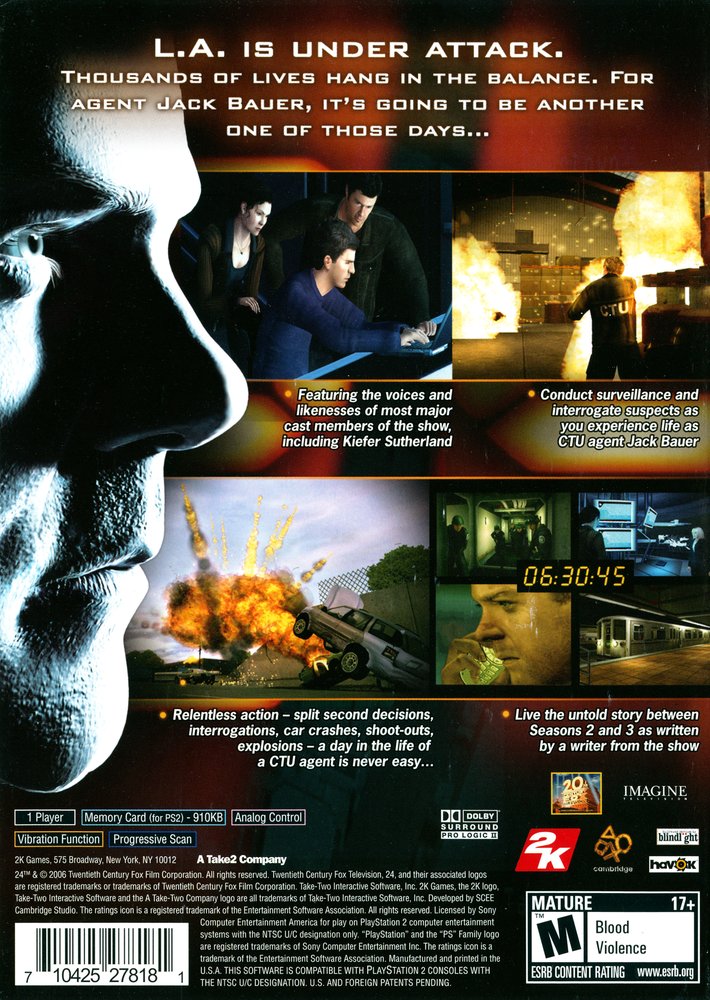 L.A. IS UNDER ATTACK.
THOUSANDS OF LIVES HANG IN THE BALANCE. FOR
AGENT JACK BAUER, IT'S GOING TO BE ANOTHER
ONE OF THOSE DAYS...
CTU
• Featuring the voices and
likenesses of most major
cast members of the show,
including Kiefer Sutherland
• Conduct surveillance and
interrogate suspects as
you experience life as
CTU agent Jack Bauer
06:30:45
• Relentless action – split second decisions,
interrogations, car crashes, shoot-outs,
explosions – a day in the life of
a CTU agent is never easy...
• Live the untold story between
Seasons 2 and 3 as written
by a writer from the show
1 Player
Memory Card (for PS2) - 910KB
Analog Control
Vibration Function
Progressive Scan
DOLBY
SURROUND
PRO LOGIC II
20
IMAGINE
TELEVISION
2K
cambridge
blindlight
havok
2K Games, 575 Broadway, New York, NY 10012 A Take2 Company
24™ & © 2006 Twentieth Century Fox Film Corporation. All rights reserved. Twentieth Century Fox Television, 24, and their associated logos
are registered trademarks or trademarks of Twentieth Century Fox Film Corporation. Take-Two Interactive Software, Inc. 2K Games, the 2K logo,
Take-Two Interactive Software and the A Take-Two Company logo are all trademarks of Take-Two Interactive Software, Inc. Developed by SCEE
Cambridge Studio. The ratings icon is a registered trademark of the Entertainment Software Association. All rights reserved. Licensed by Sony
Computer Entertainment America for play on PlayStation 2 computer entertainment
systems with the NTSC U/C designation only. "PlayStation" and the "PS" Family logo
are registered trademarks of Sony Computer Entertainment Inc. The ratings icon is a
trademark of the Entertainment Software Association. Manufactured and printed in the
U.S.A. THIS SOFTWARE IS COMPATIBLE WITH PLAYSTATION 2 CONSOLES WITH
THE NTSC U/C DESIGNATION. U.S. AND FOREIGN PATENTS PENDING.
7 10425 27818 1
MATURE 17+
M
™
Blood
Violence
ESRB CONTENT RATING www.esrb.org